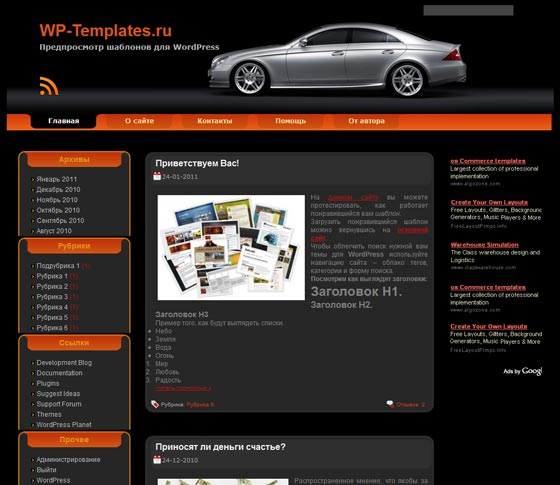 WP-Templates.ru
Предпросмотр шаблонов для WordPress
Главная
О сайте
Контакты
Помощь
От автора
Архивы
Январь 2011
Декабрь 2010
Ноябрь 2010
Октябрь 2010
Сентябрь 2010
Август 2010
Рубрики
Подрубрика 1 (1)
Рубрика 1 (1)
Рубрика 2 (1)
Рубрика 3 (1)
Рубрика 4 (1)
Рубрика 5 (1)
Рубрика 6 (1)
Ссылки
Development Blog
Documentation
Plugins
Suggest Ideas
Support Forum
Themes
WordPress Planet
Прочее
Администрирование
Выйти
WordPress
Приветствуем Вас!
24-01-2011
На данном сайте вы можете
протестировать, как работает
понравившийся вам шаблон.
Загрузить понравившийся шаблон
можно вернувшись на основной
сайт.
Чтобы облегчить поиск нужной вам
темы для WordPress используйте
навигацию сайта – облако тегов,
категории и форму поиска.
Посмотрим как выглядят заголовки:
Заголовок H1.
Заголовок H2.
Заголовок H3
Пример того, как будут выглядеть списки.
Небо
Земля
Вода
Огонь
1. Мир
2. Любовь
3. Радость
Рубрика: Рубрика 6
Отзывов: 2
Приносят ли деньги счастье?
24-12-2010
Распространенное мнение, что якобы за
os Commerce templates
Largest collection of professional
implementation
www.algozone.com
Create Your Own Layouts
Free Layouts, Glitters, Background
Generators, Music Players & More
FreeLayoutPimps.info
Warehouse Simulation
The Class warehouse design and
Logistics
www.classwarehouse.com
os Commerce templates
Largest collection of professional
implementation
www.algozone.com
Create Your Own Layouts
Free Layouts, Glitters, Background
Generators, Music Players & More
FreeLayoutPimps.info
Ads by Googl